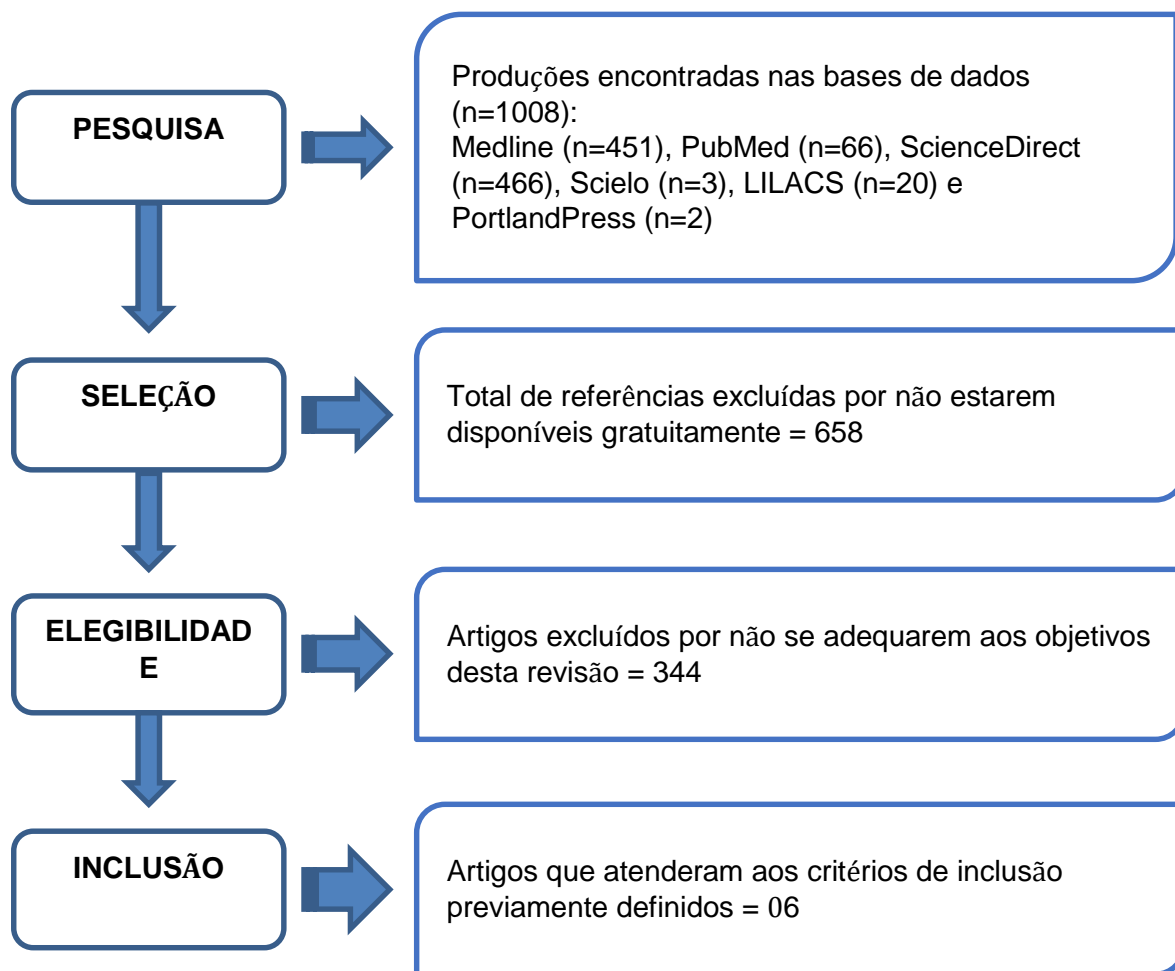 PESQUISA
Produções encontradas nas bases de dados
(n=1008):
Medline (n=451), PubMed (n=66), ScienceDirect
(n=466), Scielo (n=3), LILACS (n=20) e
PortlandPress (n=2)
SELEÇÃO
Total de referências excluídas por não estarem
disponíveis gratuitamente = 658
ELEGIBILIDAD
E
Artigos excluídos por não se adequarem aos objetivos
desta revisão = 344
INCLUSÃO
Artigos que atenderam aos critérios de inclusão
previamente definidos = 06